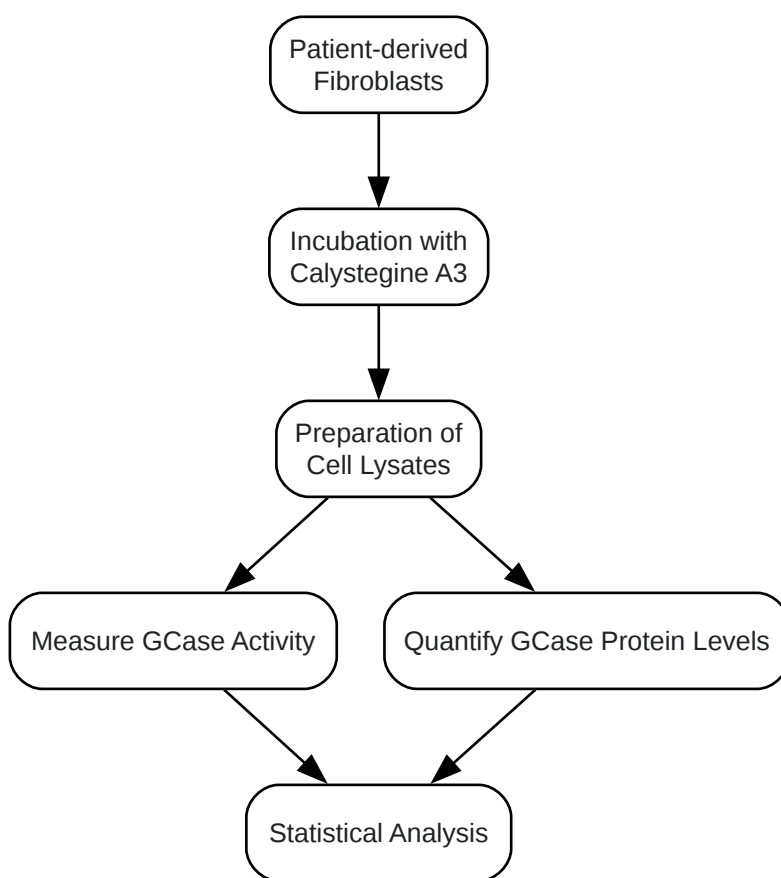 Patient-derived
Fibroblasts
Incubation with
Calystegine A3
Preparation of
Cell Lysates
Measure GCase Activity
Quantify GCase Protein Levels
Statistical Analysis